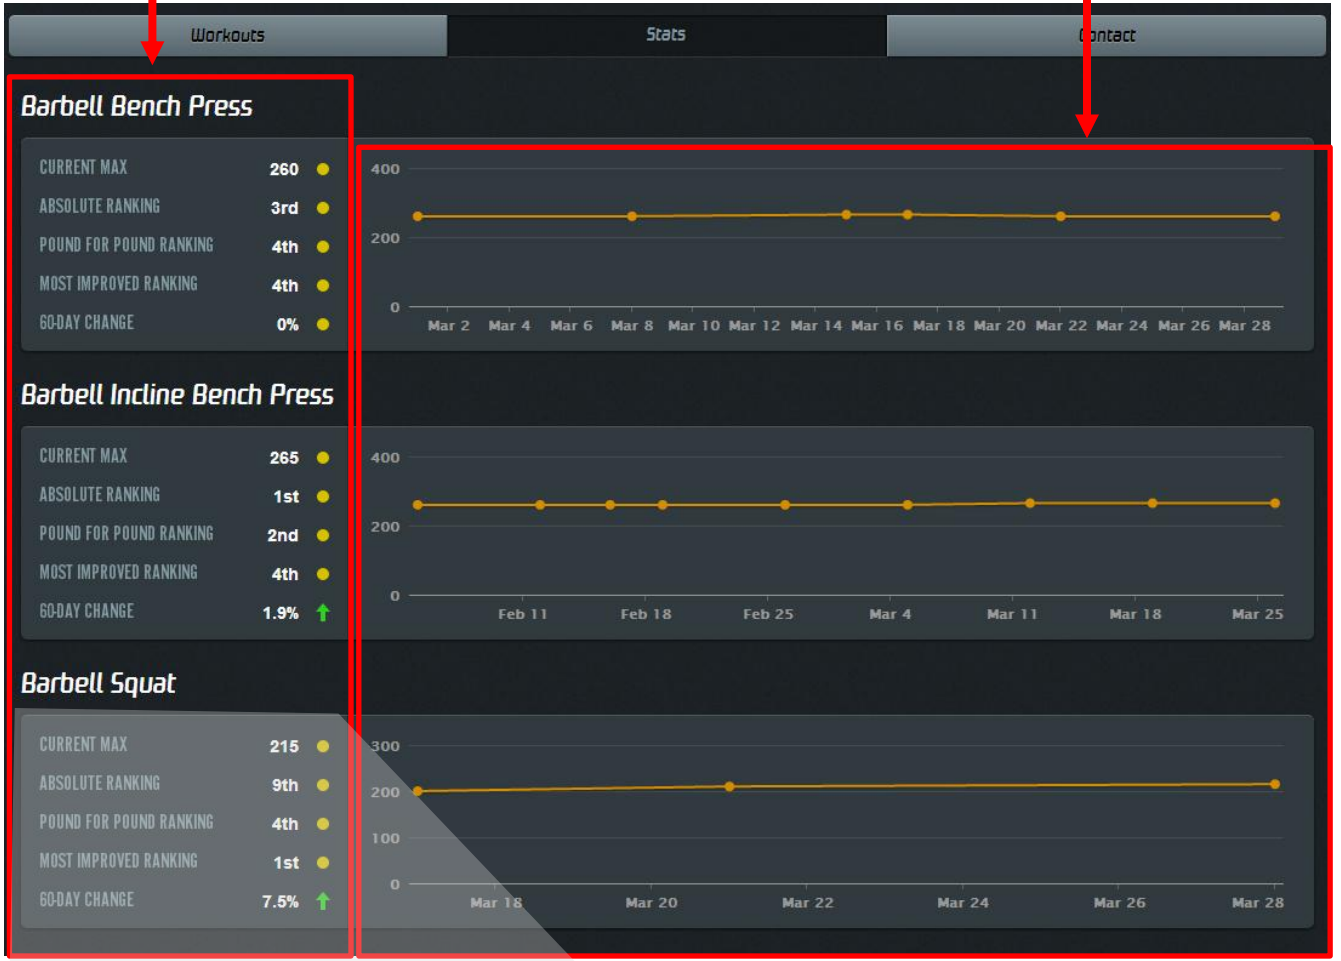 Workouts Stats Contact
Barbell Bench Press
CURRENT MAX 260
ABSOLUTE RANKING 3rd
POUND FOR POUND RANKING 4th
MOST IMPROVED RANKING 4th
60-DAY CHANGE 0%
400
200
0
Mar 2 Mar 4 Mar 6 Mar 8 Mar 10 Mar 12 Mar 14 Mar 16 Mar 18 Mar 20 Mar 22 Mar 24 Mar 26 Mar 28
Barbell Incline Bench Press
CURRENT MAX 265
ABSOLUTE RANKING 1st
POUND FOR POUND RANKING 2nd
MOST IMPROVED RANKING 4th
60-DAY CHANGE 1.9%
400
200
0
Feb 11 Feb 18 Feb 25 Mar 4 Mar 11 Mar 18 Mar 25
Barbell Squat
CURRENT MAX 215
ABSOLUTE RANKING 9th
POUND FOR POUND RANKING 4th
MOST IMPROVED RANKING 1st
60-DAY CHANGE 7.5%
300
200
100
0
Mar 18 Mar 20 Mar 22 Mar 24 Mar 26 Mar 28